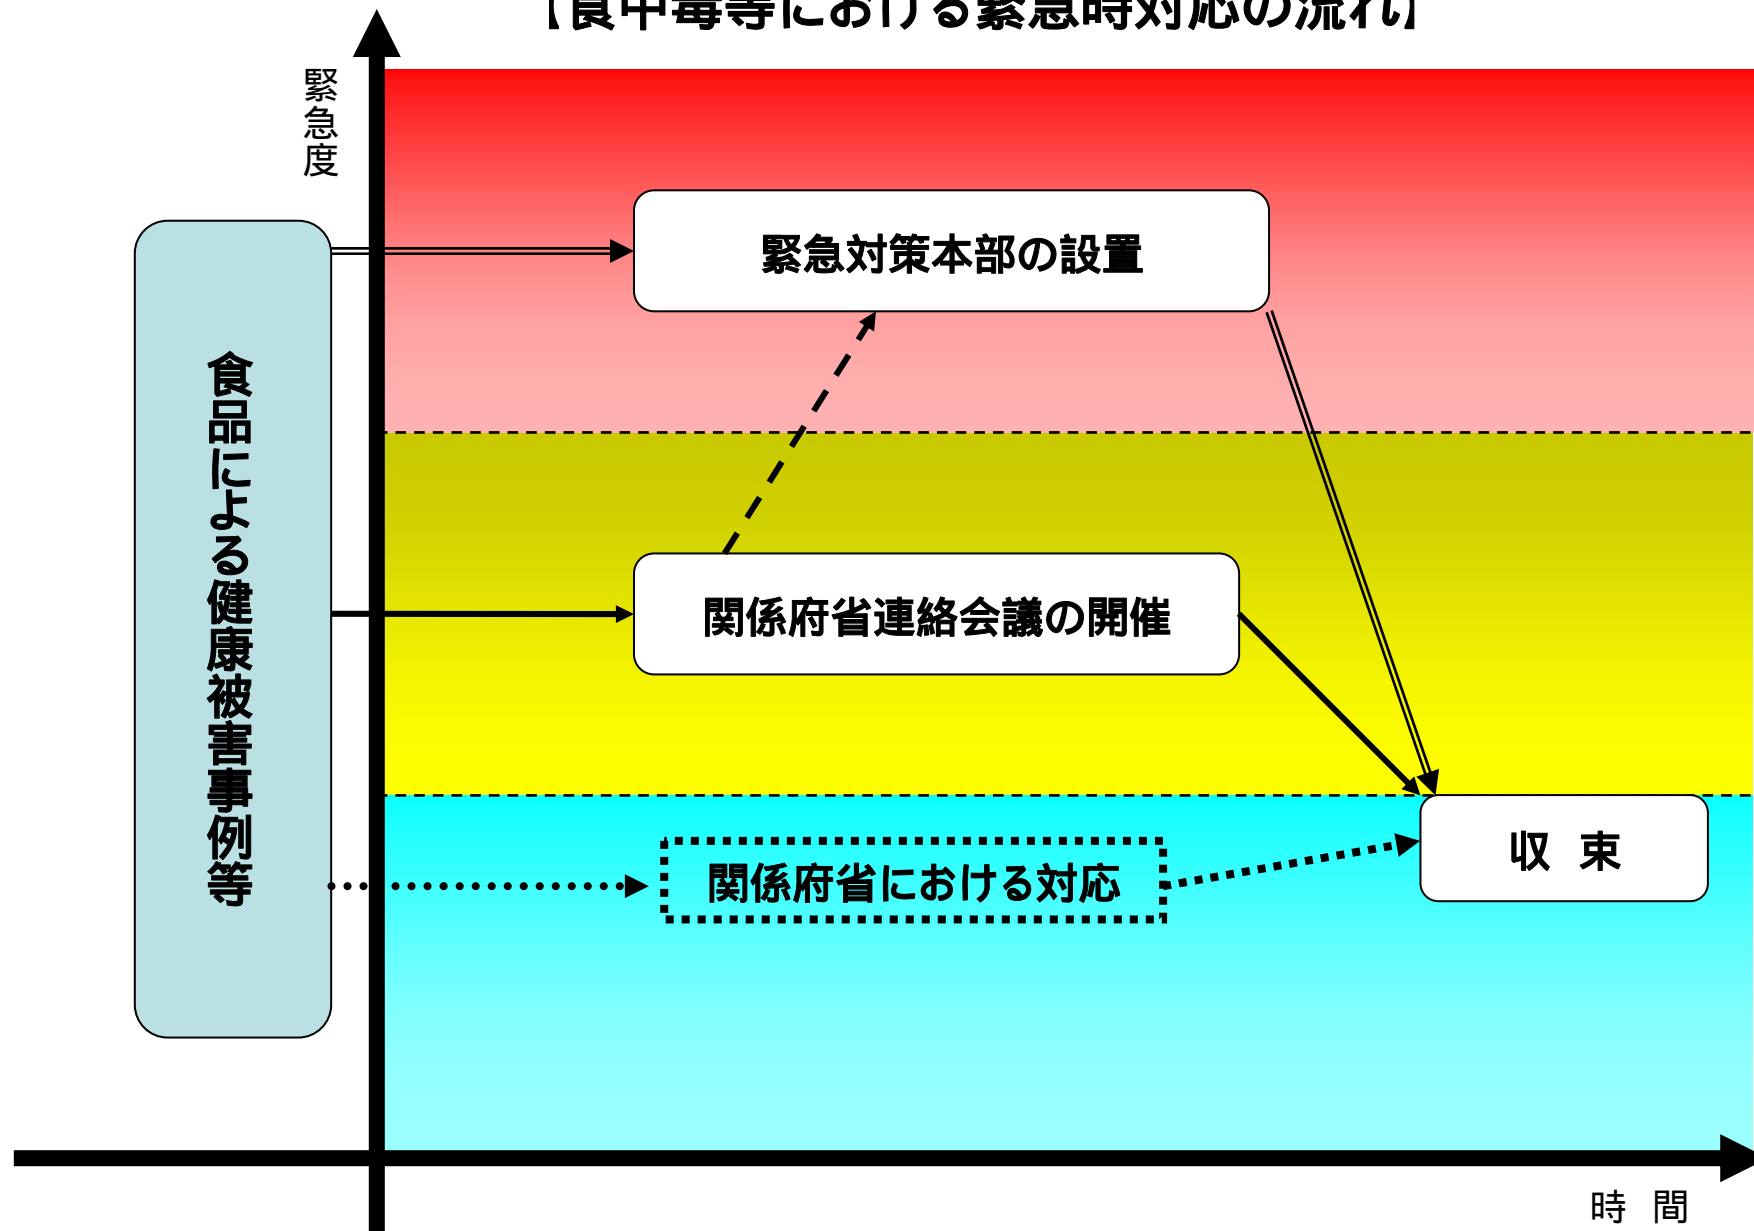 【食中毒等における緊急時対応の流れ】
緊急度
緊急対策本部の設置
食品による健康被害事例等
関係府省連絡会議の開催
関係府省における対応
収 束
時 間